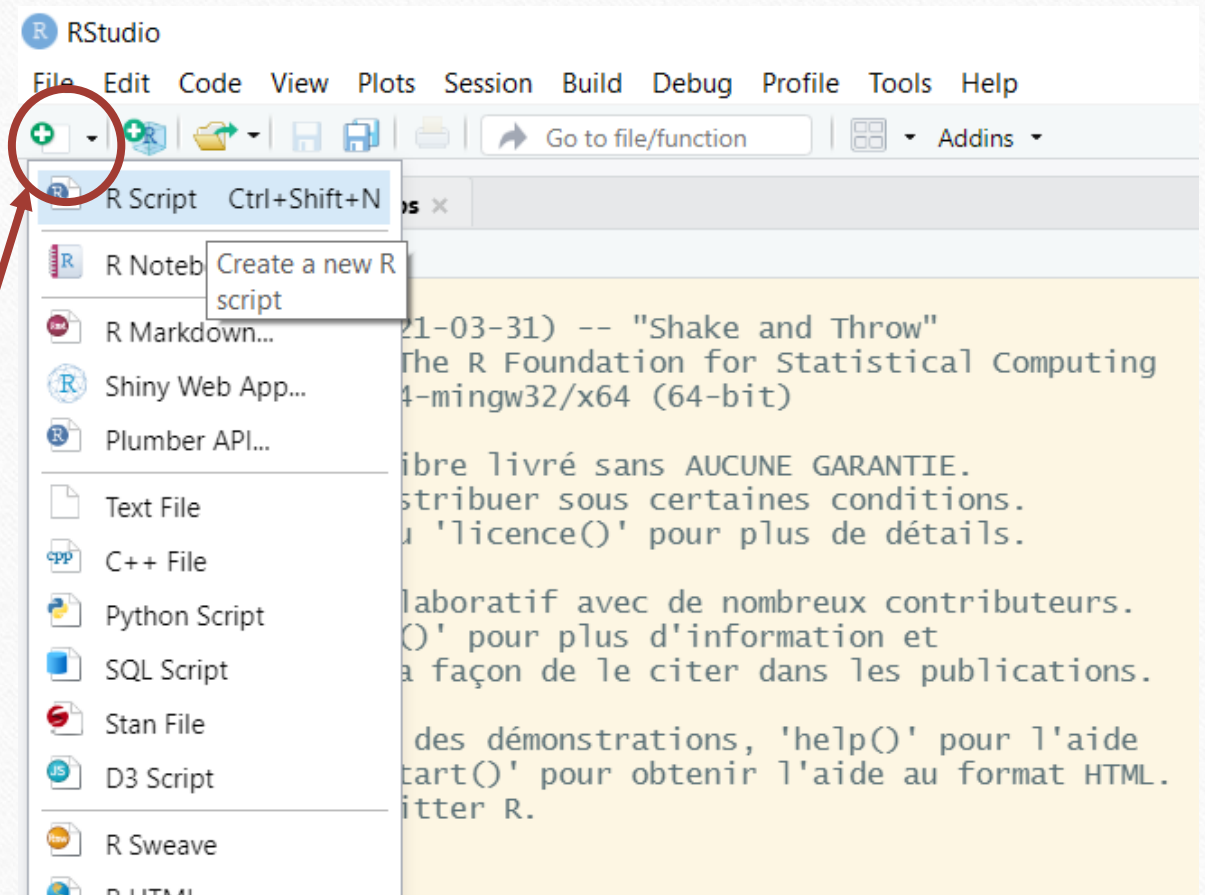 RStudio
File Edit Code View Plots Session Build Debug Profile Tools Help
Go to file/function Addins
R Script Ctrl+Shift+N
Create a new R
script
R Markdown...
Shiny Web App...
Plumber API...
Text File
C++ File
Python Script
SQL Script
Stan File
D3 Script
R Sweave
21-03-31) -- "Shake and Throw"
The R Foundation for Statistical Computing
4-mingw32/x64 (64-bit)
ibre livré sans AUCUNE GARANTIE.
stribuer sous certaines conditions.
'licence()' pour plus de détails.
laboratif avec de nombreux contributeurs.
()' pour plus d'information et
a façon de le citer dans les publications.
des démonstrations, 'help()' pour l'aide
tart()' pour obtenir l'aide au format HTML.
itter R.